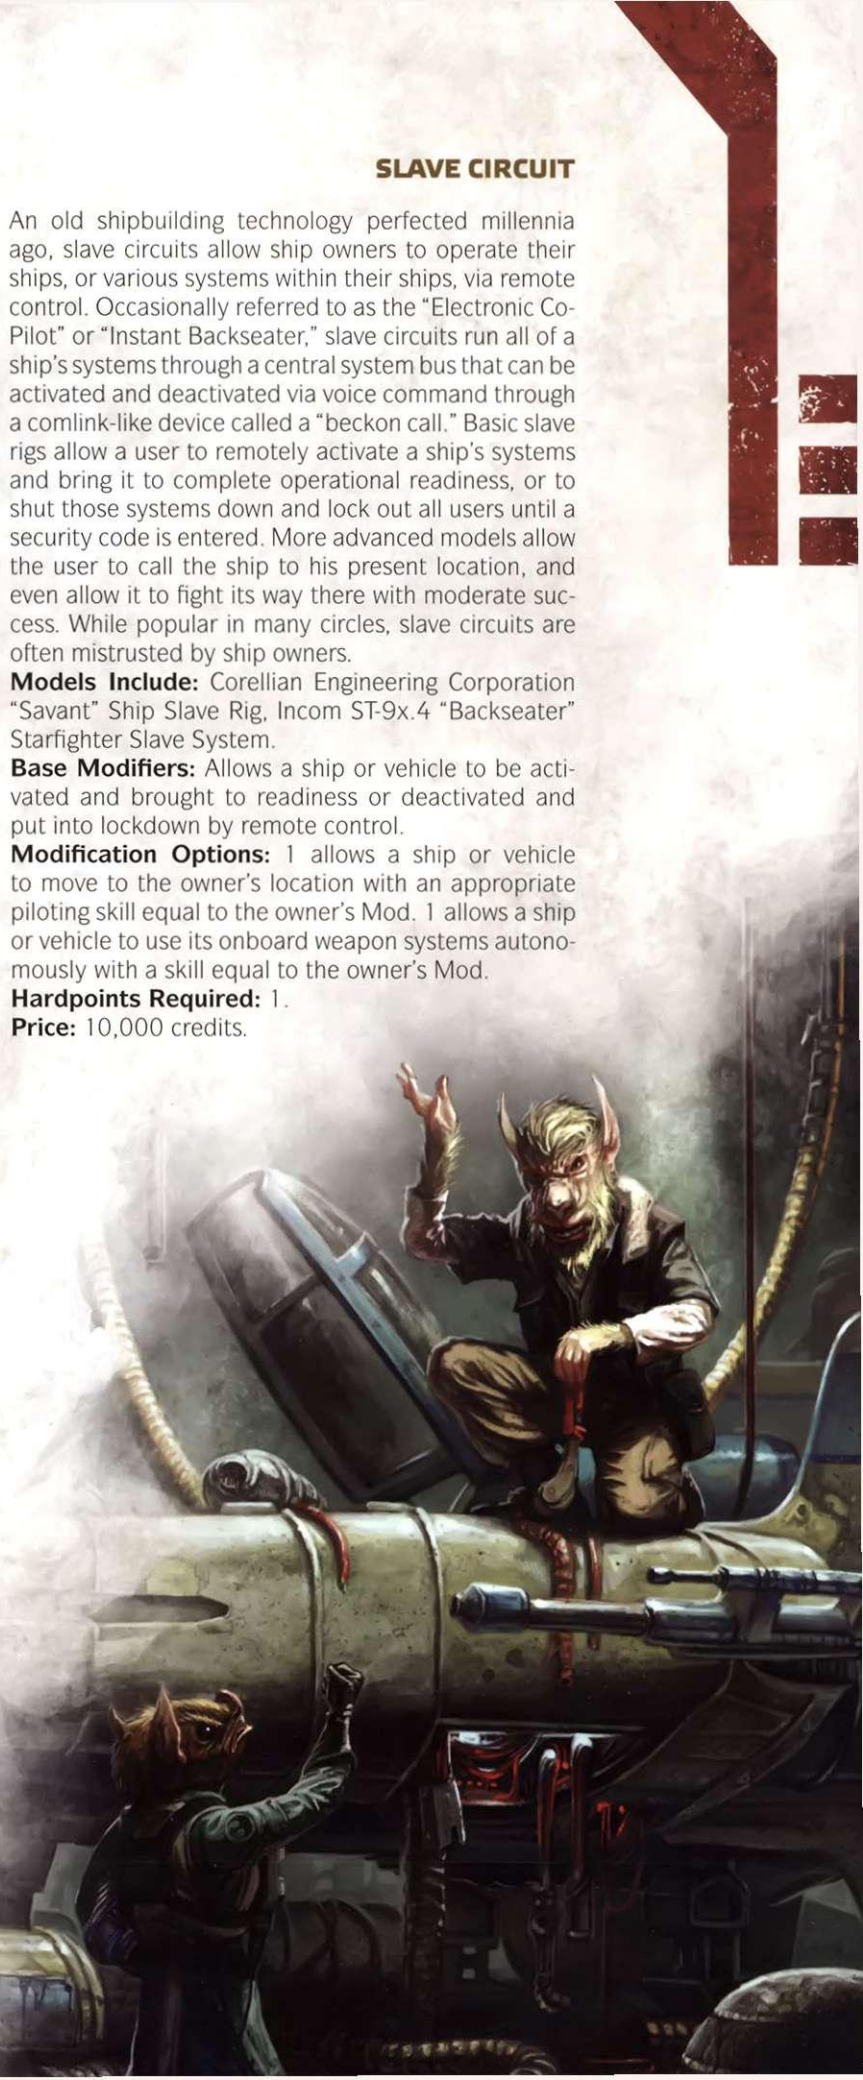 SLAVE CIRCUIT
An old shipbuilding technology perfected millennia
ago, slave circuits allow ship owners to operate their
ships, or various systems within their ships, via remote
control. Occasionally referred to as the “Electronic Co-
Pilot” or “Instant Backseater,” slave circuits run all of a
ship's systems through a central system bus that can be
activated and deactivated via voice command through
a comlink-like device called a “beckon call.” Basic slave
rigs allow a user to remotely activate a ship's systems
and bring it to complete operational readiness, or to
shut those systems down and lock out all users until a
security code is entered. More advanced models allow
the user to call the ship to his present location, and
even allow it to fight its way there with moderate suc-
cess. While popular in many circles, slave circuits are
often mistrusted by ship owners.
Models Include: Corellian Engineering Corporation
“Savant” Ship Slave Rig, Incom ST-9x.4 “Backseater”
Starfighter Slave System.
Base Modifiers: Allows a ship or vehicle to be acti-
vated and brought to readiness or deactivated and
put into lockdown by remote control.
Modification Options: 1 allows a ship or vehicle
to move to the owner's location with an appropriate
piloting skill equal to the owner's Mod. 1 allows a ship
or vehicle to use its onboard weapon systems autono-
mously with a skill equal to the owner's Mod.
Hardpoints Required: 1.
Price: 10,000 credits.